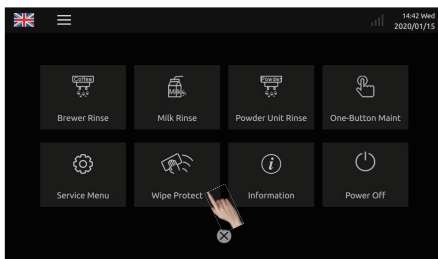 14:42 Wed
2020/01/15
Coffee
Milk
Powder
Brewer Rinse
Milk Rinse
Powder Unit Rinse
One-Button Maint
Service Menu
Wipe Protect
Information
Power Off